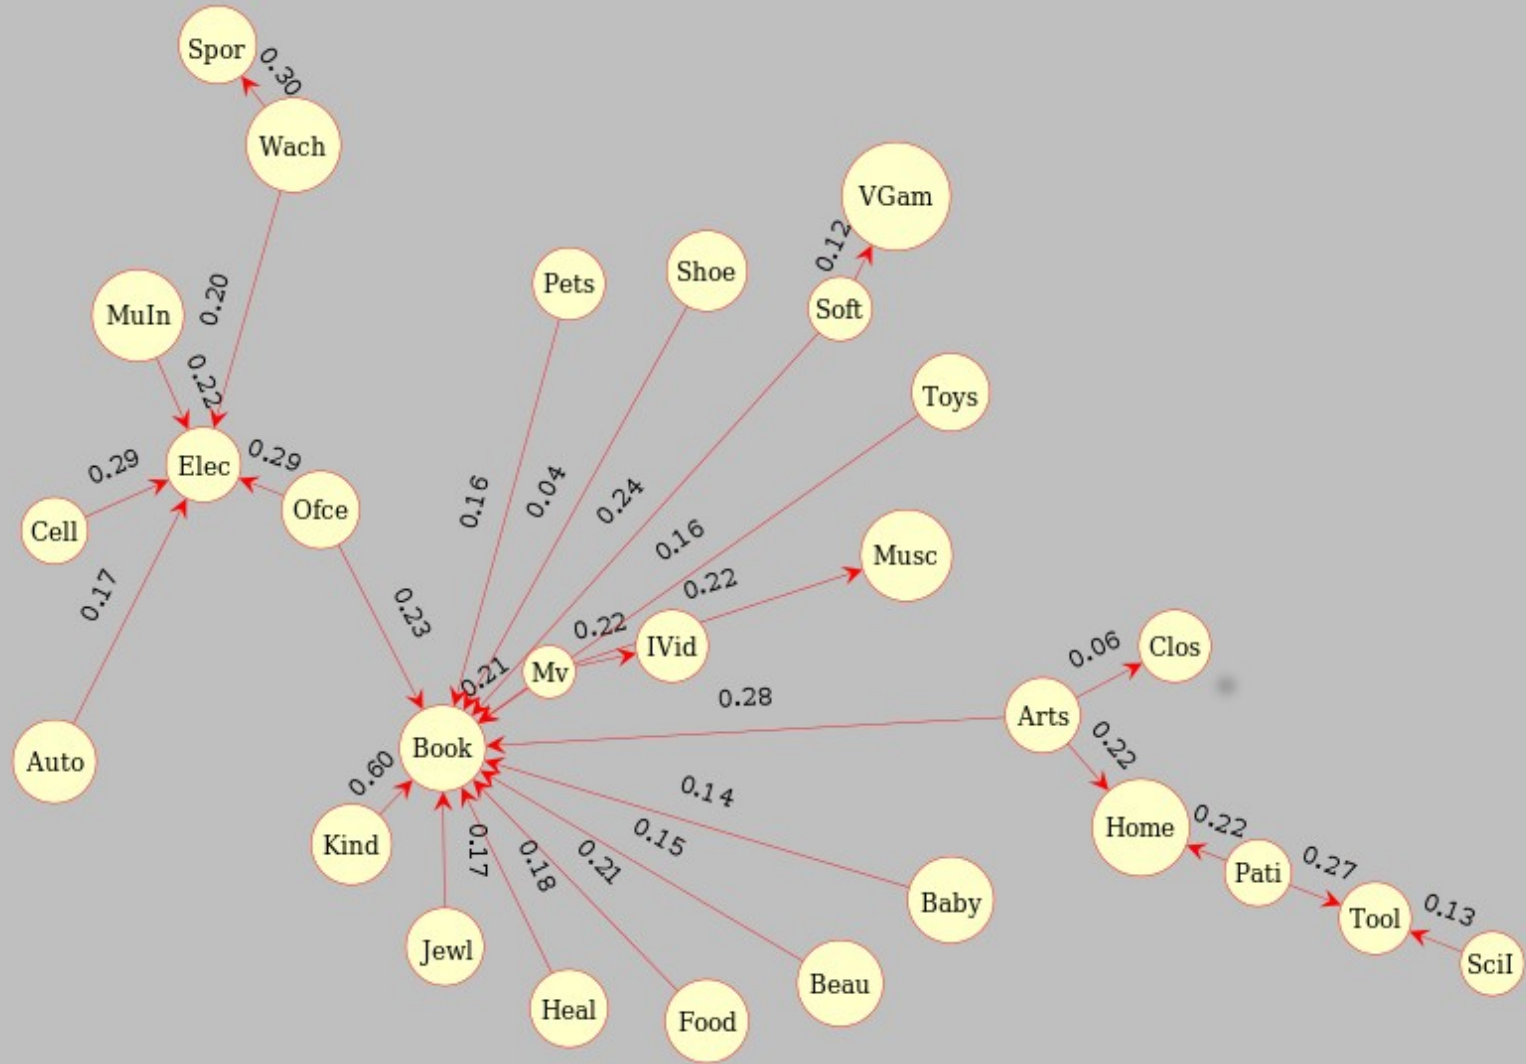 Spor
0.30
Wach
VGam
0.12
Shoe
Pets
0.20
Soft
MuIn
0.22
Toys
0.29
0.29
Elec
Ofce
Cell
0.16
0.04
0.24
0.16
Musc
0.17
0.23
0.22
0.22
IVid
0.21
Mv
0.06
Clos
0.28
Arts
0.22
Book
Auto
0.60
0.14
Kind
0.17
0.18
0.21
0.15
Home
0.22
0.27
Pati
Baby
Tool
0.13
Jewl
SciI
Beau
Heal
Food